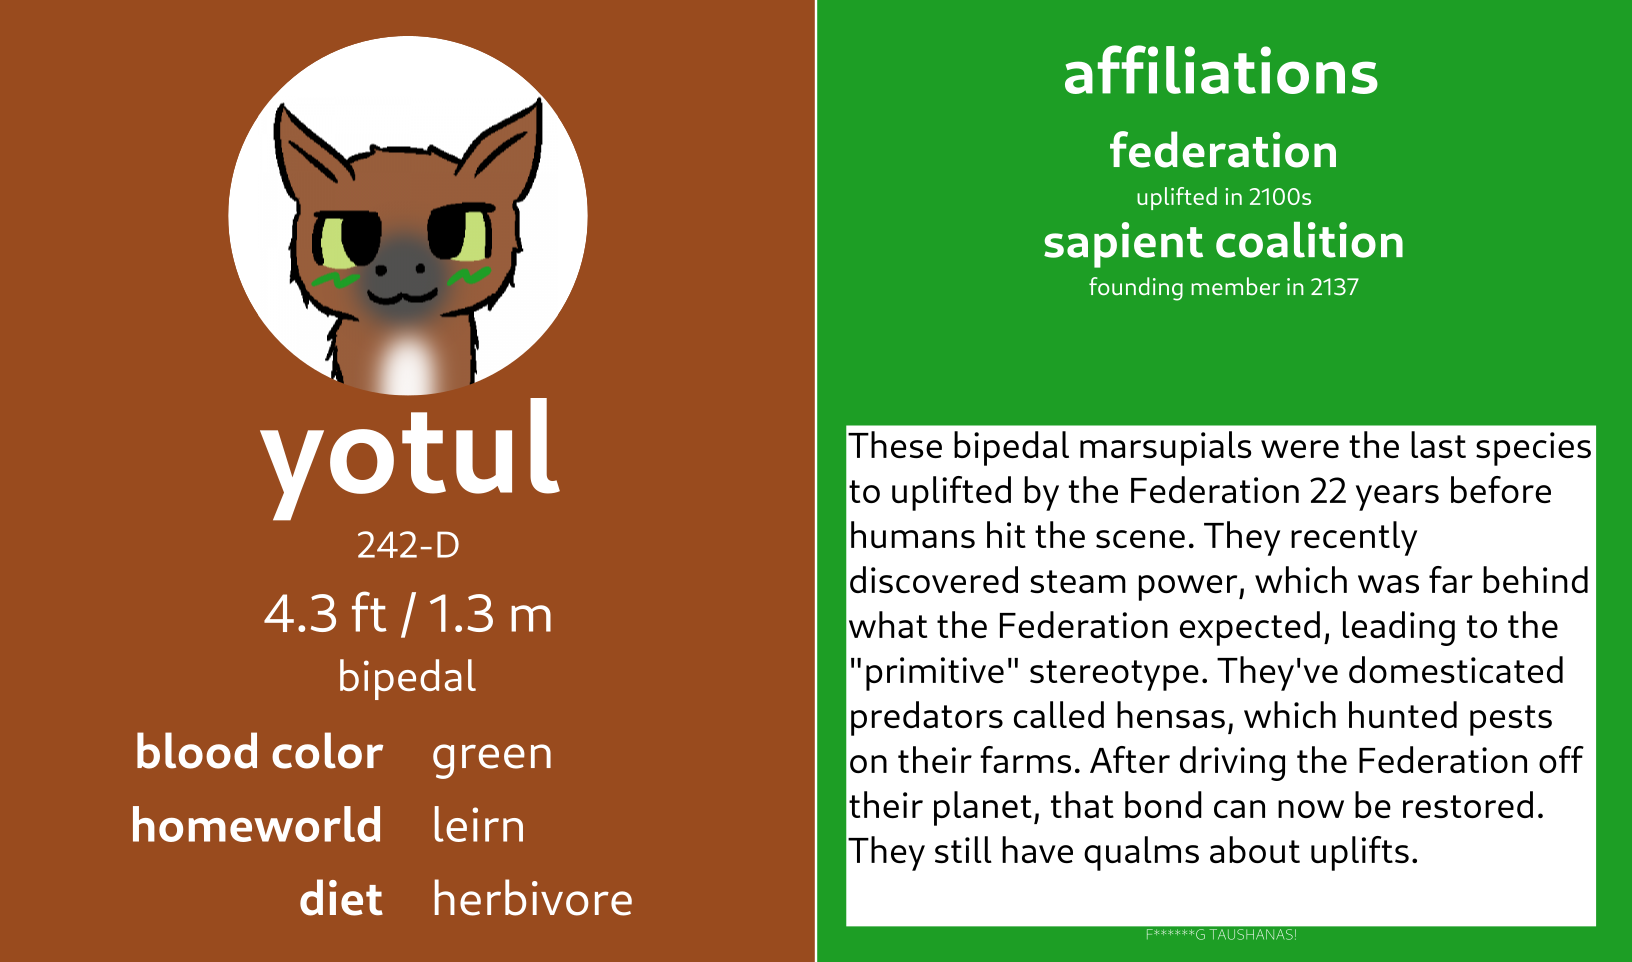 yotul
242-D
4.3 ft / 1.3 m
bipedal
blood color green
homeworld leirn
diet herbivore
affiliations
federation
uplifted in 2100s
sapient coalition
founding member in 2137
These bipedal marsupials were the last species
to uplifted by the Federation 22 years before
humans hit the scene. They recently
discovered steam power, which was far behind
what the Federation expected, leading to the
"primitive" stereotype. They've domesticated
predators called hensas, which hunted pests
on their farms. After driving the Federation off
their planet, that bond can now be restored.
They still have qualms about uplifts.
F******G TAUSHANAS!